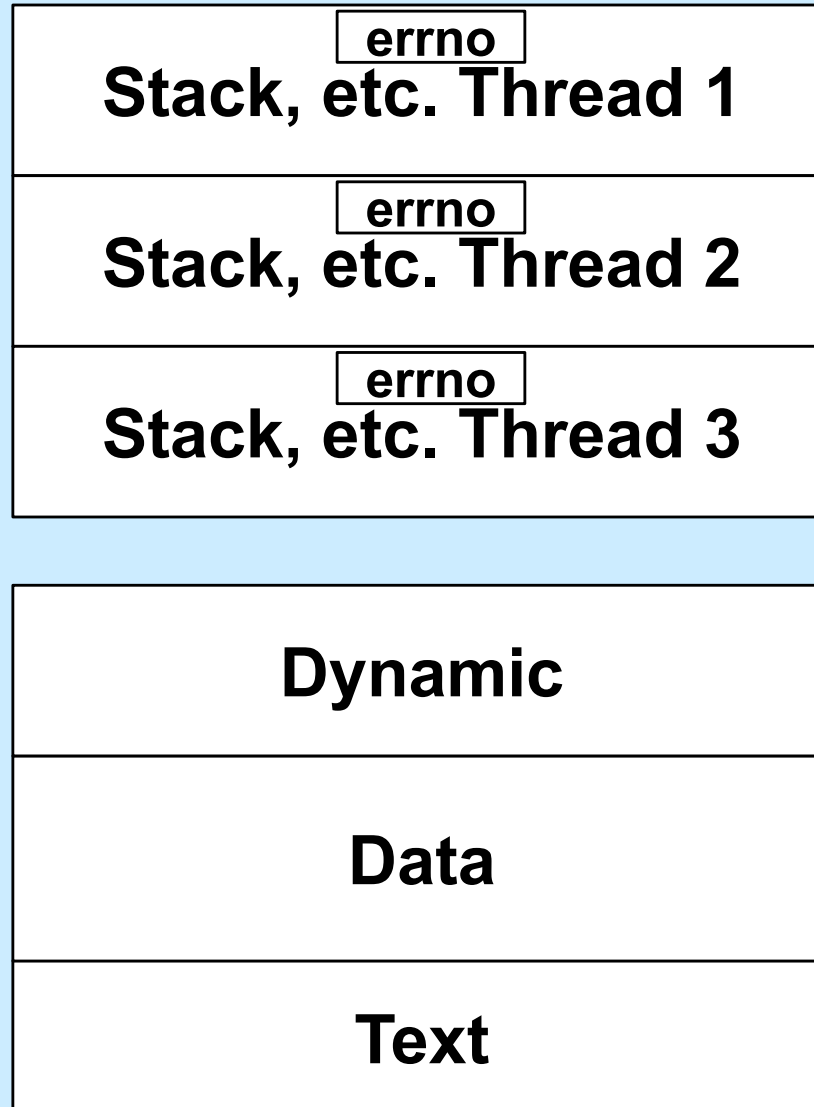 errno
Stack, etc. Thread 1
errno
Stack, etc. Thread 2
errno
Stack, etc. Thread 3
Dynamic
Data
Text